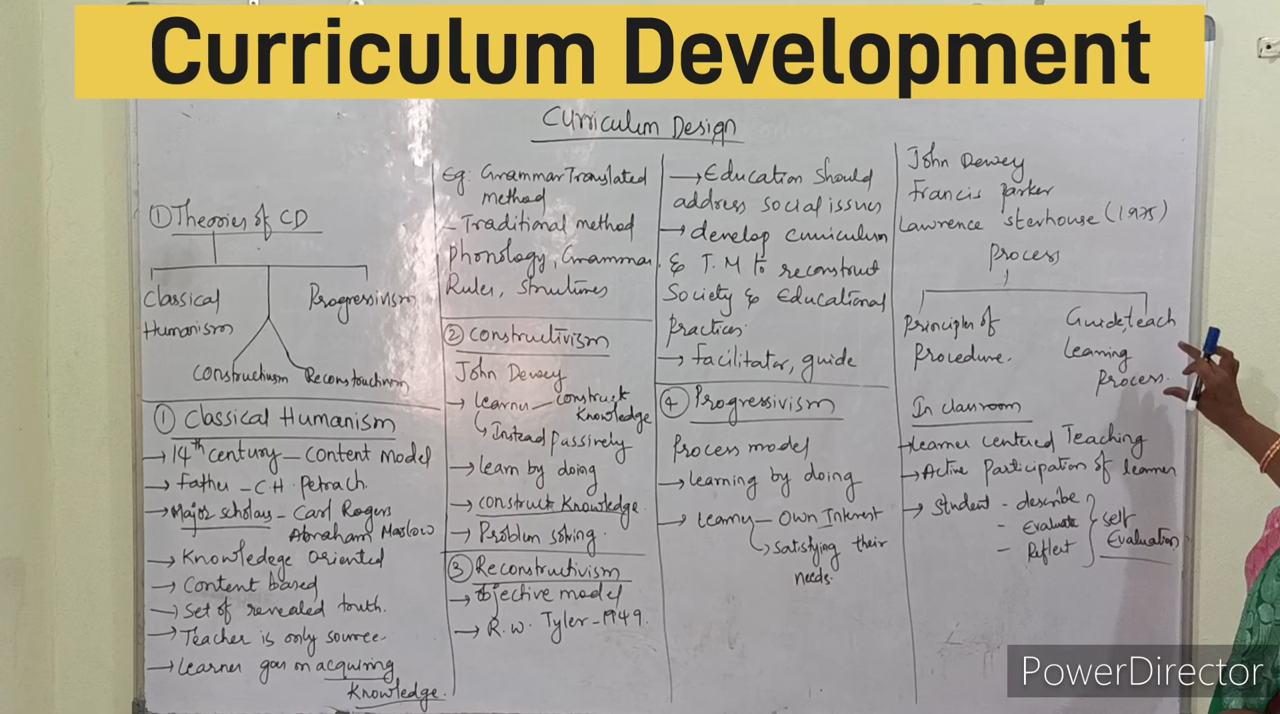 Curriculum Development
Curriculum Design
① Theories of CD
Classical
Humanism
Progressivism
Constructivism
Reconstructivism
① Classical Humanism
→ 14th century – Content model
→ Father – C.H. Petrach.
→ Major scholars – Carl Rogers
Abraham Maslow
→ Knowledege oriented
→ Content based
→ Set of revealed touth.
→ Teacher is only source.
→ Learner goes on acquiring
Knowledge.
Eg: Grammar Translated
method
– Traditional method
Phonology, Grammar
Rules, Structures
② Constructivism
John Dewey
→ Learner – construct
Knowledge
↳ Instead passively
→ learn by doing
→ construct Knowledge.
→ Problem solving.
③ Reconstructivism
→ objective model
→ R.W. Tyler – 1949.
→ Education should
address social issues
→ develop curriculum
& T.M to reconstruct
Society & Educational
Practices.
→ facilitator, guide
④ Progressivism
Process model
→ Learning by doing
→ Learner – Own Interest
↳ Satisfying their
needs.
John Dewey
Francis Parker
Lawrence Stenhouse (1975)
Process
Principles of
Procedure.
Guide, teach
Learning
Process.
In classroom
→ Learner centred Teaching
→ Active Participation of learner
→ Student – describe
– Evaluate
– Reflect
} self
Evaluation
PowerDirector